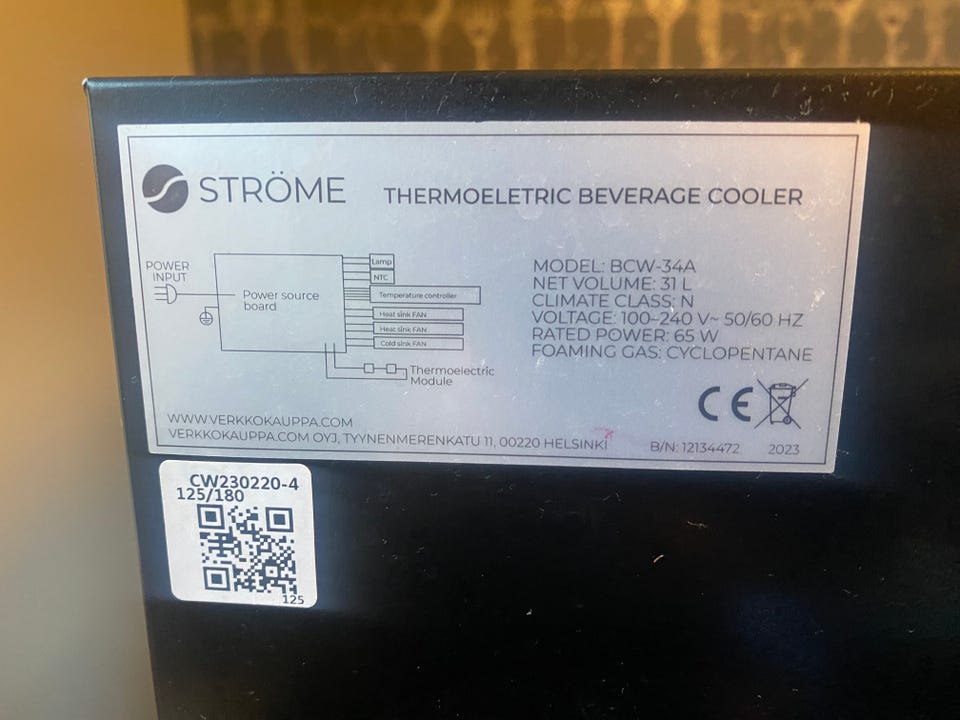 STRÖME
THERMOELETRIC BEVERAGE COOLER
POWER
INPUT
Power source
board
Lamp
NTC
Temperature controller
Heat sink FAN
Heat sink FAN
Cold sink FAN
Thermoelectric
Module
MODEL: BCW-34A
NET VOLUME: 31 L
CLIMATE CLASS: N
VOLTAGE: 100-240 V~ 50/60 HZ
RATED POWER: 65 W
FOAMING GAS: CYCLOPENTANE
CE
WWW.VERKKOKAUPPA.COM
VERKKOKAUPPA.COM OYJ, TYYNENMERENKATU 11, 00220 HELSINKI
B/N: 12134472 2023
CW230220-4
125/180
125